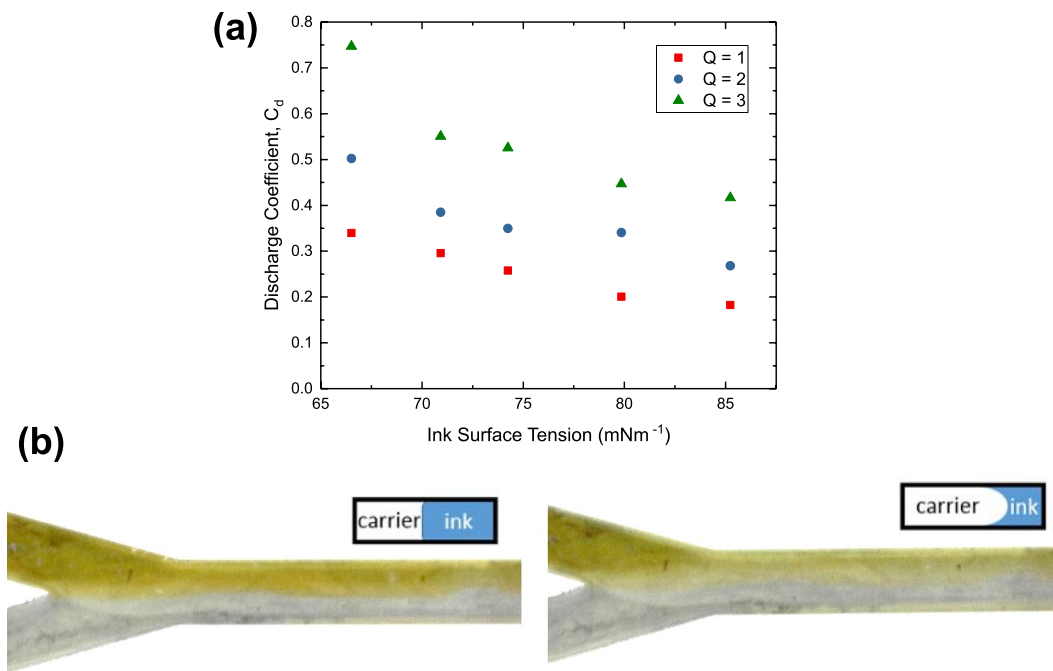 (a)
0.8
0.7
0.6
0.5
0.4
0.3
0.2
0.1
0.0
Discharge Coefficient, C_d
Q = 1
Q = 2
Q = 3
65 70 75 80 85
Ink Surface Tension (mNm⁻¹)
(b)
carrier ink
carrier ink